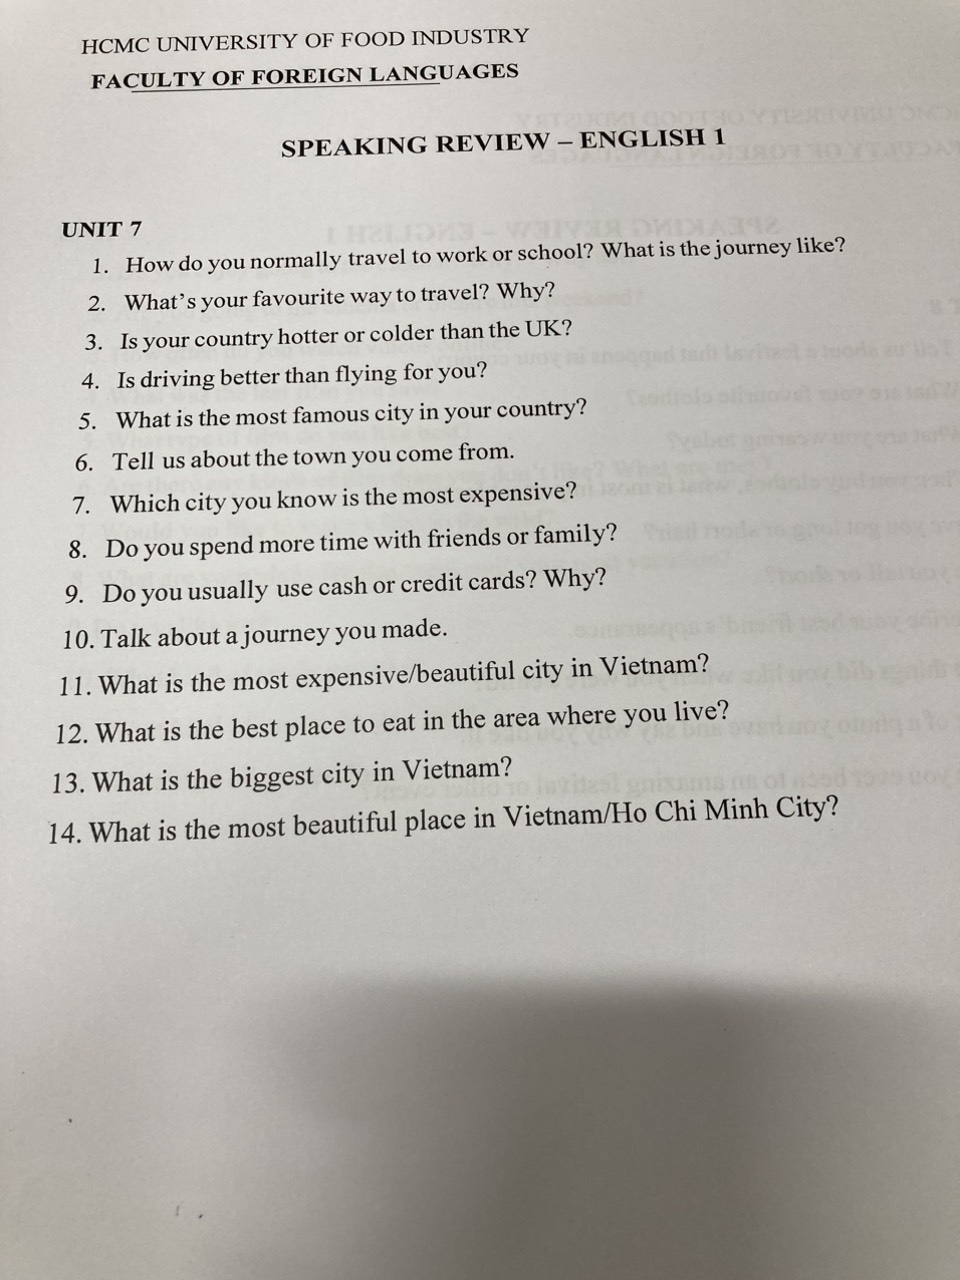 HCMC UNIVERSITY OF FOOD INDUSTRY
FACULTY OF FOREIGN LANGUAGES
SPEAKING REVIEW – ENGLISH 1
UNIT 7
1. How do you normally travel to work or school? What is the journey like?
2. What's your favourite way to travel? Why?
3. Is your country hotter or colder than the UK?
4. Is driving better than flying for you?
5. What is the most famous city in your country?
6. Tell us about the town you come from.
7. Which city you know is the most expensive?
8. Do you spend more time with friends or family?
9. Do you usually use cash or credit cards? Why?
10. Talk about a journey you made.
11. What is the most expensive/beautiful city in Vietnam?
12. What is the best place to eat in the area where you live?
13. What is the biggest city in Vietnam?
14. What is the most beautiful place in Vietnam/Ho Chi Minh City?